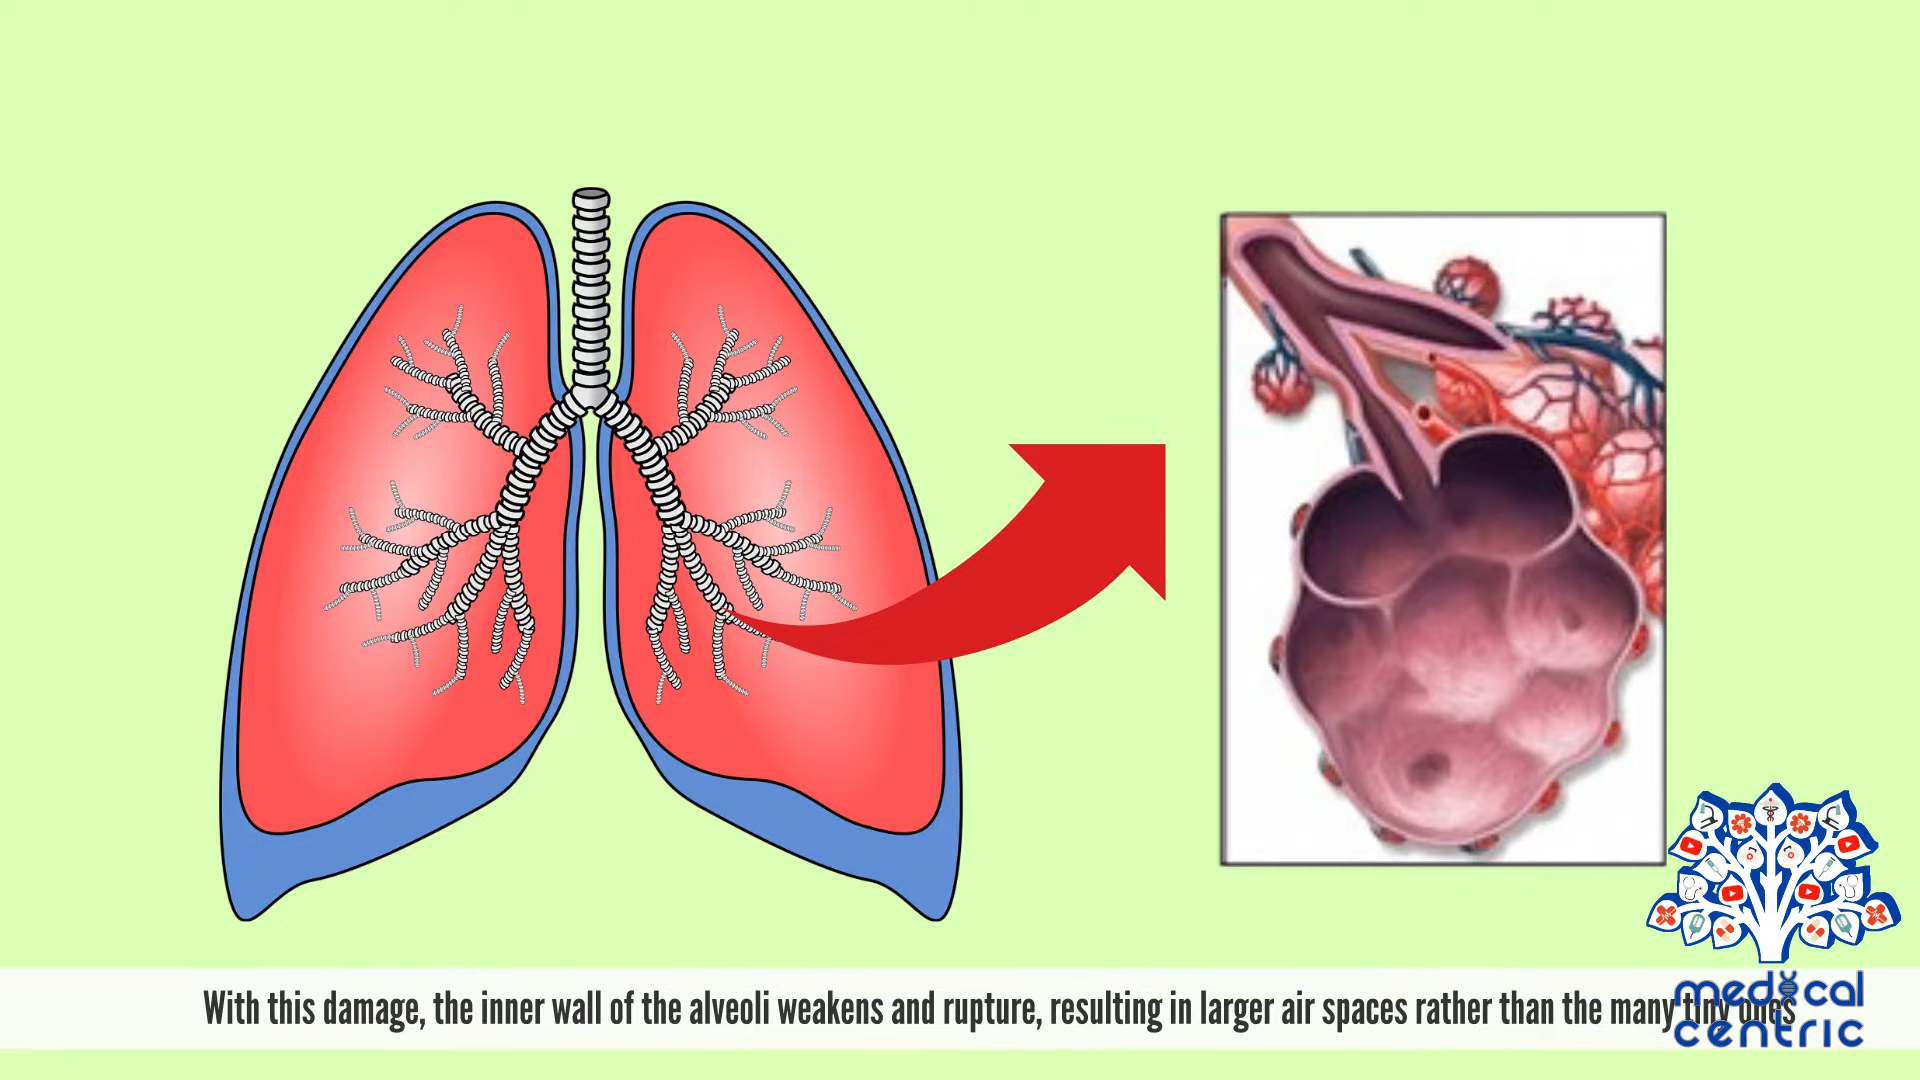 With this damage, the inner wall of the alveoli weakens and rupture, resulting in larger air spaces rather than the many tiny ones
medical
centric